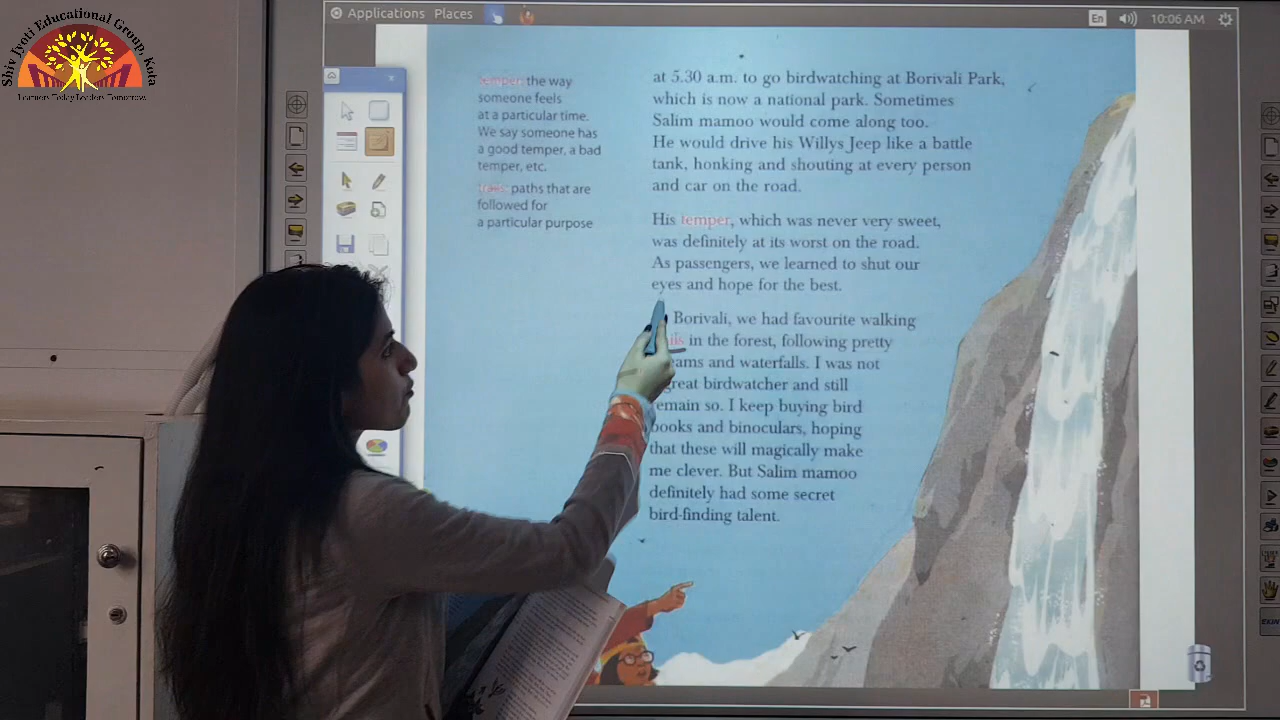 Shiv Jyoti Educational Group, Kota
Learners Today Leaders Tomorrow
Applications Places
En 10:06 AM
temper: the way
someone feels
at a particular time.
We say someone has
a good temper, a bad
temper, etc.
trails: paths that are
followed for
a particular purpose
at 5.30 a.m. to go birdwatching at Borivali Park,
which is now a national park. Sometimes
Salim mamoo would come along too.
He would drive his Willys Jeep like a battle
tank, honking and shouting at every person
and car on the road.
His temper, which was never very sweet,
was definitely at its worst on the road.
As passengers, we learned to shut our
eyes and hope for the best.
Borivali, we had favourite walking
ils in the forest, following pretty
eams and waterfalls. I was not
great birdwatcher and still
remain so. I keep buying bird
books and binoculars, hoping
that these will magically make
me clever. But Salim mamoo
definitely had some secret
bird-finding talent.